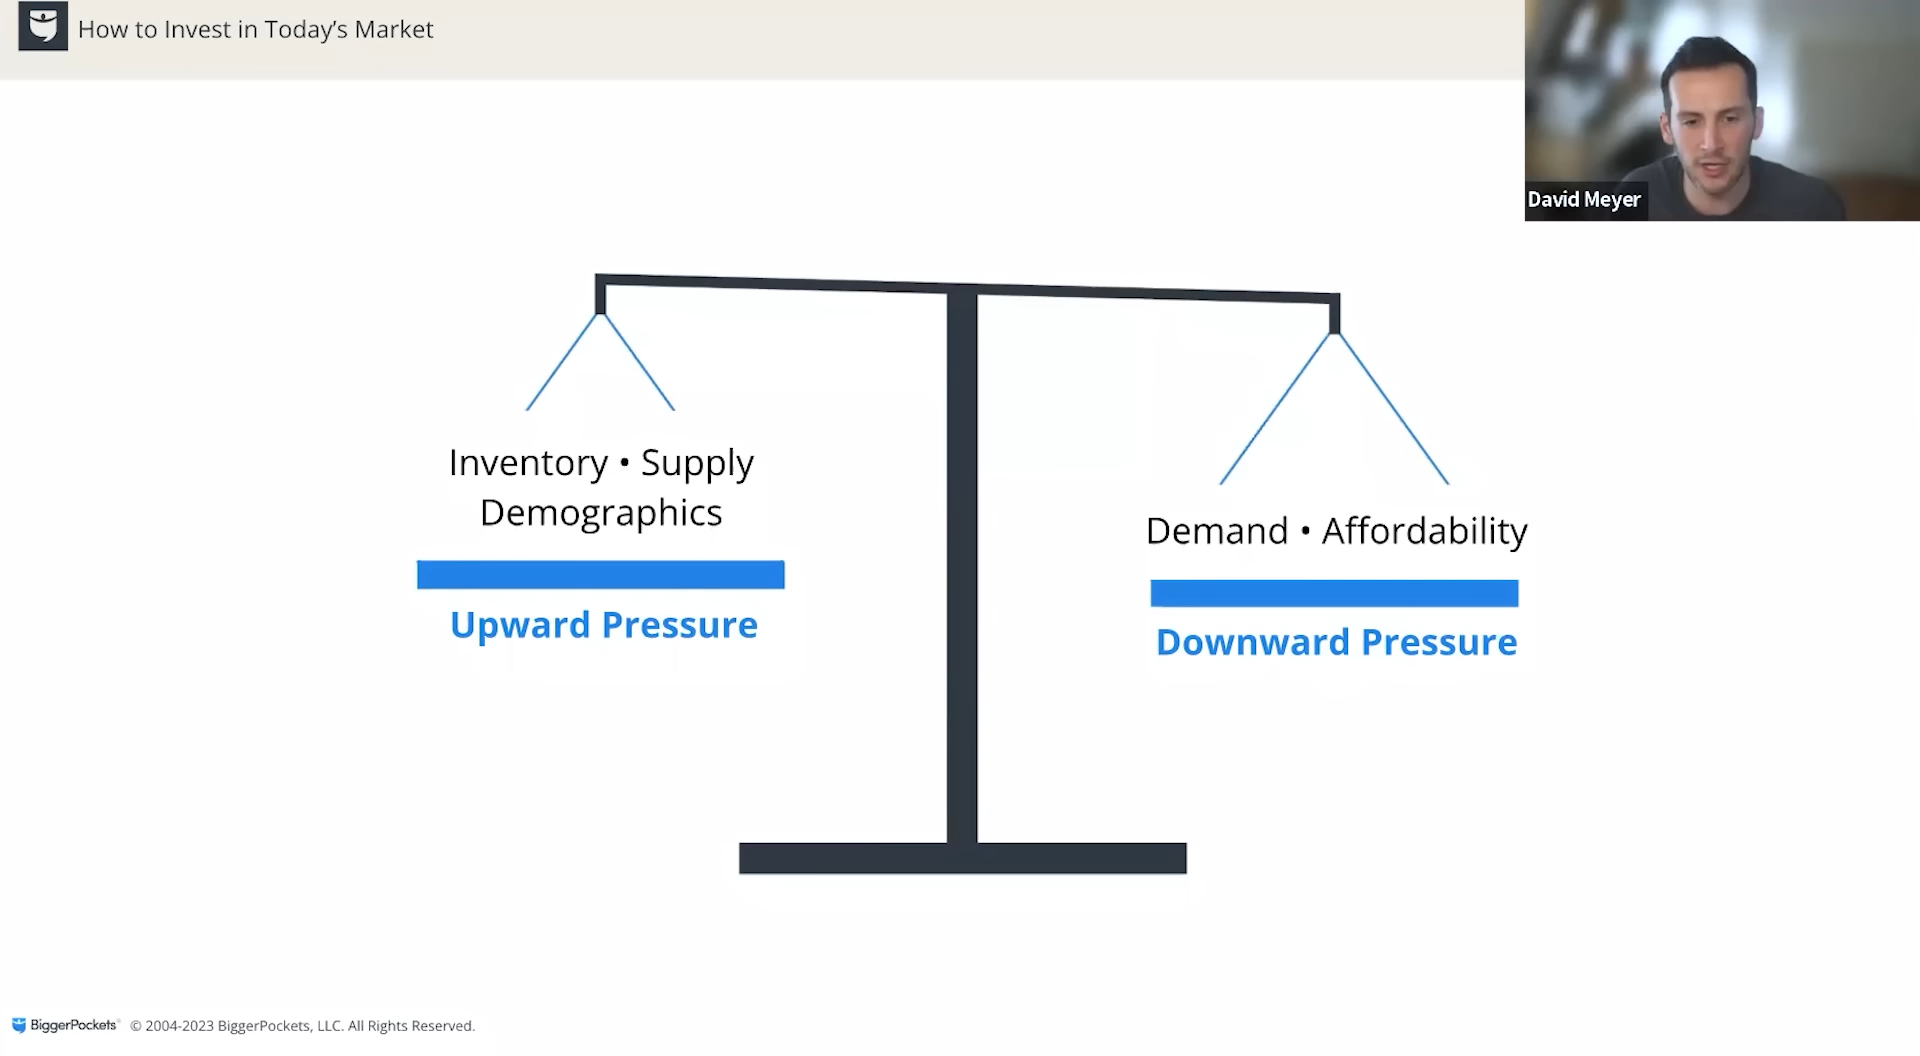 How to Invest in Today's Market
David Meyer
Inventory • Supply
Demographics
Upward Pressure
Demand • Affordability
Downward Pressure
BiggerPockets® © 2004-2023 BiggerPockets, LLC. All Rights Reserved.